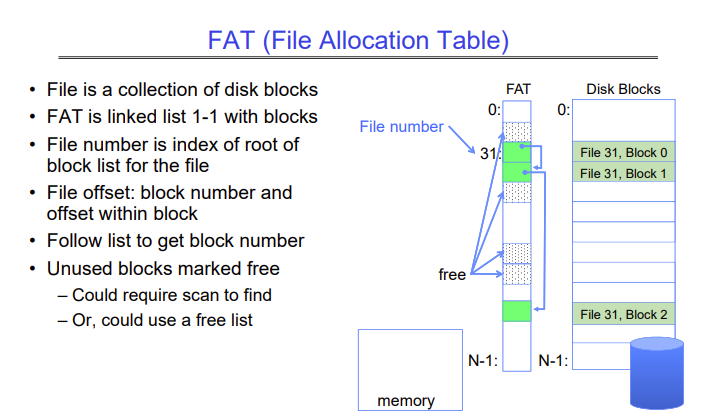 FAT (File Allocation Table)
• File is a collection of disk blocks
• FAT is linked list 1-1 with blocks
• File number is index of root of
block list for the file
• File offset: block number and
offset within block
• Follow list to get block number
• Unused blocks marked free
– Could require scan to find
– Or, could use a free list
FAT
Disk Blocks
0:
0:
File number
31:
File 31, Block 0
File 31, Block 1
free
File 31, Block 2
N-1:
N-1:
memory